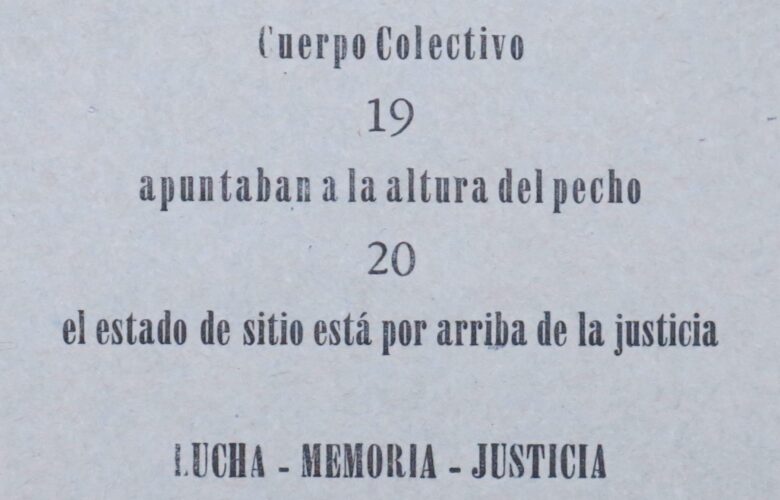 Cuerpo Colectivo
19
apuntaban a la altura del pecho
20
el estado de sitio está por arriba de la justicia
LUCHA - MEMORIA - JUSTICIA